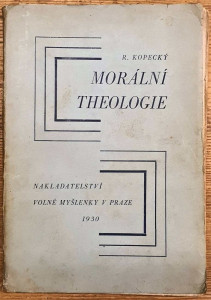 R. KOPECKÝ
MORÁLNÍ
THEOLOGIE
NAKLADATELSTVÍ
VOLNÉ MYŠLENKY V PRAZE
1930